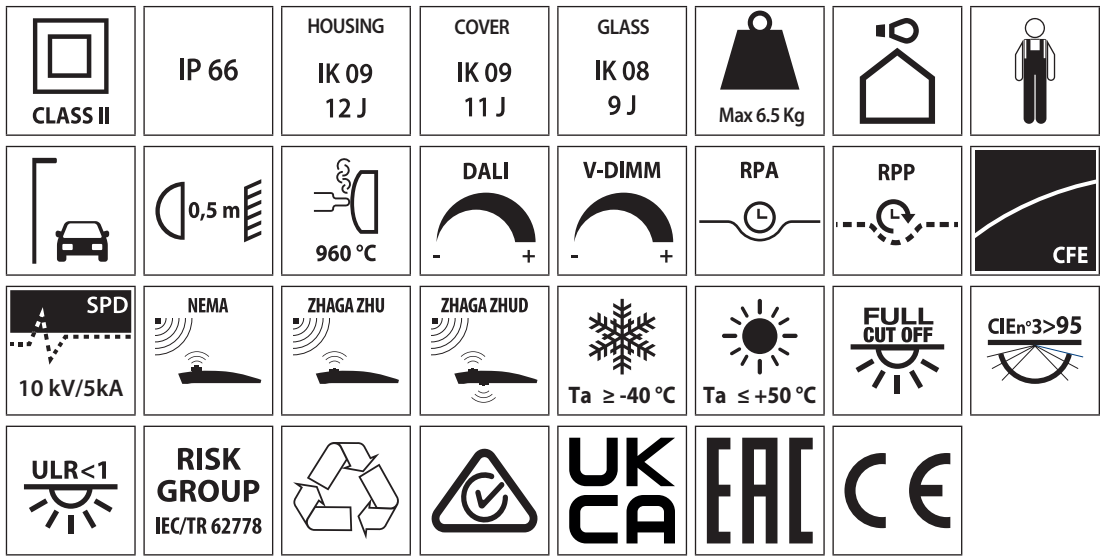 CLASS II
IP 66
HOUSING
IK 09
12 J
COVER
IK 09
11 J
GLASS
IK 08
9 J
Max 6.5 Kg
0,5 m
960 °C
DALI
- +
V-DIMM
- +
RPA
RPP
CFE
SPD
10 kV/5kA
NEMA
ZHAGA ZHU
ZHAGA ZHUD
Ta ≥ -40 °C
Ta ≤ +50 °C
FULL
CUT OFF
CIEn°3>95
ULR<1
RISK
GROUP
IEC/TR 62778
UK
CA
EAC
CE